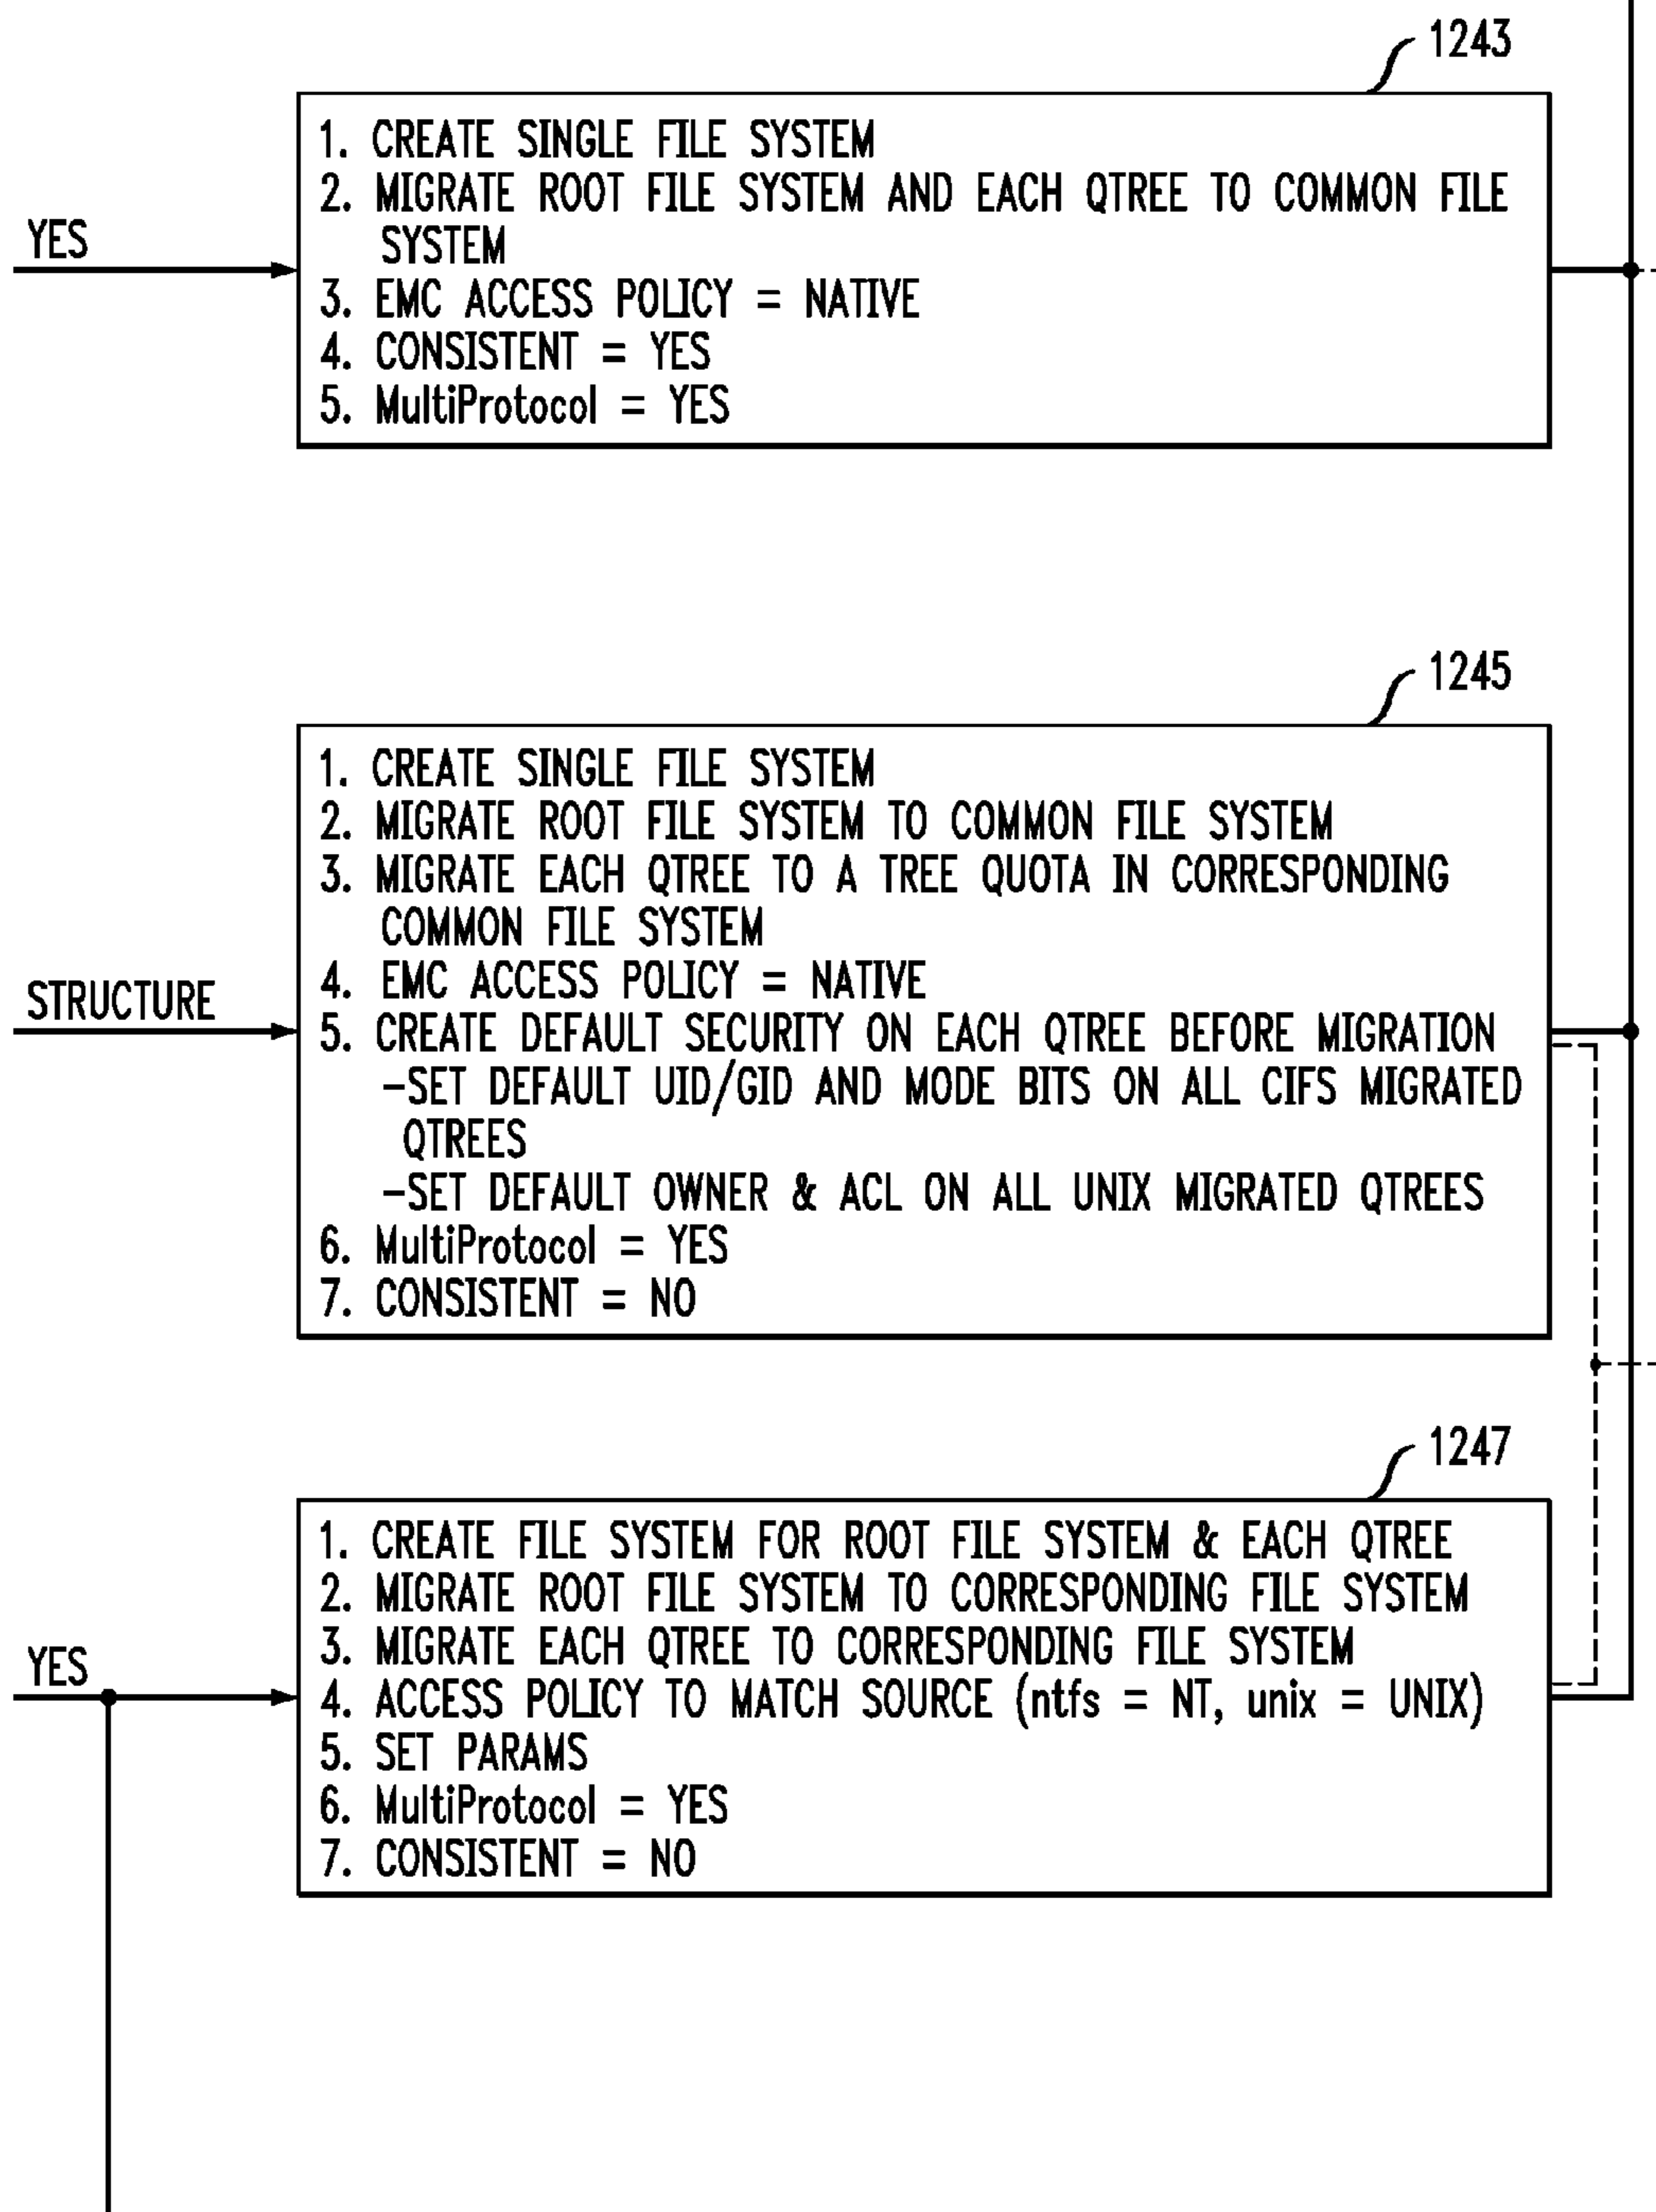 1243
1. CREATE SINGLE FILE SYSTEM
2. MIGRATE ROOT FILE SYSTEM AND EACH QTREE TO COMMON FILE
SYSTEM
YES
3. EMC ACCESS POLICY = NATIVE
4. CONSISTENT = YES
5. MultiProtocol = YES
1245
1. CREATE SINGLE FILE SYSTEM
2. MIGRATE ROOT FILE SYSTEM TO COMMON FILE SYSTEM
3. MIGRATE EACH QTREE TO A TREE QUOTA IN CORRESPONDING
COMMON FILE SYSTEM
4. EMC ACCESS POLICY = NATIVE
STRUCTURE
5. CREATE DEFAULT SECURITY ON EACH QTREE BEFORE MIGRATION
-SET DEFAULT UID/GID AND MODE BITS ON ALL CIFS MIGRATED
QTREES
-SET DEFAULT OWNER & ACL ON ALL UNIX MIGRATED QTREES
6. MultiProtocol = YES
7. CONSISTENT = NO
1247
1. CREATE FILE SYSTEM FOR ROOT FILE SYSTEM & EACH QTREE
2. MIGRATE ROOT FILE SYSTEM TO CORRESPONDING FILE SYSTEM
3. MIGRATE EACH QTREE TO CORRESPONDING FILE SYSTEM
YES
4. ACCESS POLICY TO MATCH SOURCE (ntfs = NT, unix = UNIX)
5. SET PARAMS
6. MultiProtocol = YES
7. CONSISTENT = NO